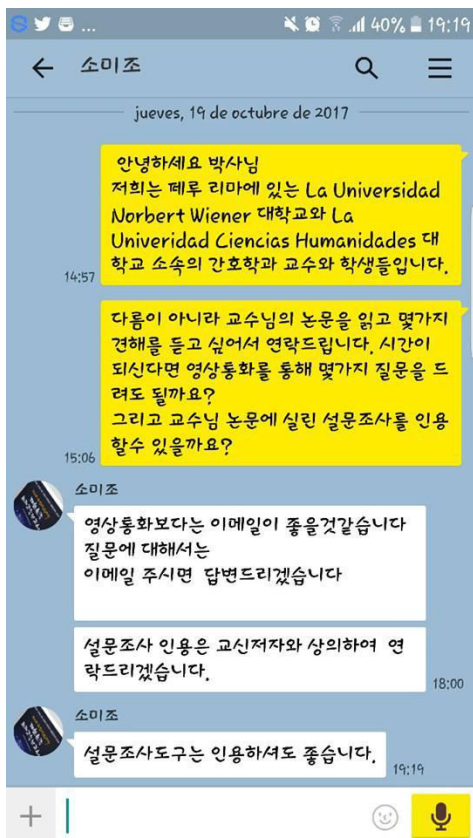 ... 40% 19:19
소미조
jueves, 19 de octubre de 2017
안녕하세요 박사님
저희는 페루 리마에 있는 La Universidad
Norbert Wiener 대학교와 La
Univeridad Ciencias Humanidades 대
학교 소속의 간호학과 교수와 학생들입니다.
14:57
다름이 아니라 교수님의 논문을 읽고 몇가지
견해를 듣고 싶어서 연락드립니다. 시간이
되신다면 영상통화를 통해 몇가지 질문을 드
려도 될까요?
그리고 교수님 논문에 실린 설문조사를 인용
할수 있을까요?
15:06
소미조
영상통화보다는 이메일이 좋을것같습니다
질문에 대해서는
이메일 주시면 답변드리겠습니다
설문조사 인용은 교신저자와 상의하여 연
락드리겟습니다.
18:00
소미조
설문조사도구는 인용하셔도 좋습니다.
19:19